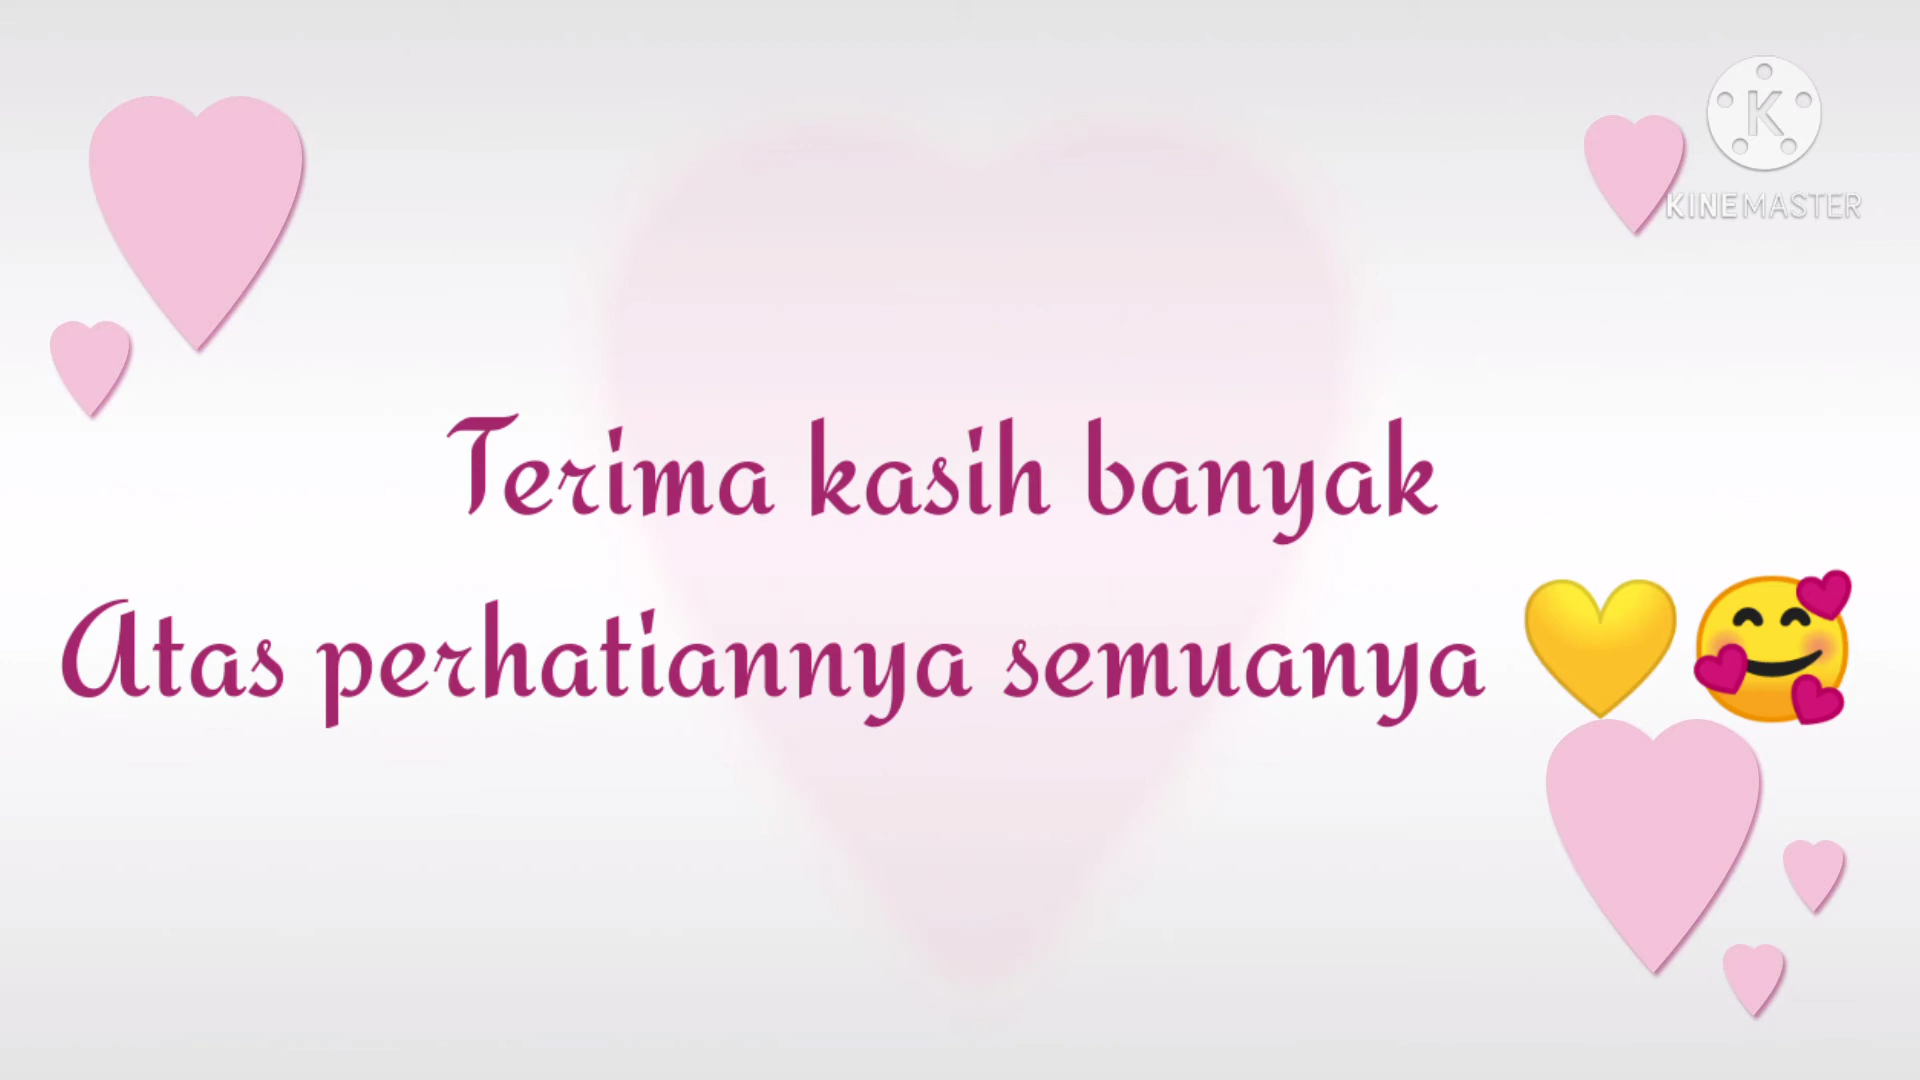 K
KINEMASTER
Terima kasih banyak
Atas perhatiannya semuanya 💛🥰